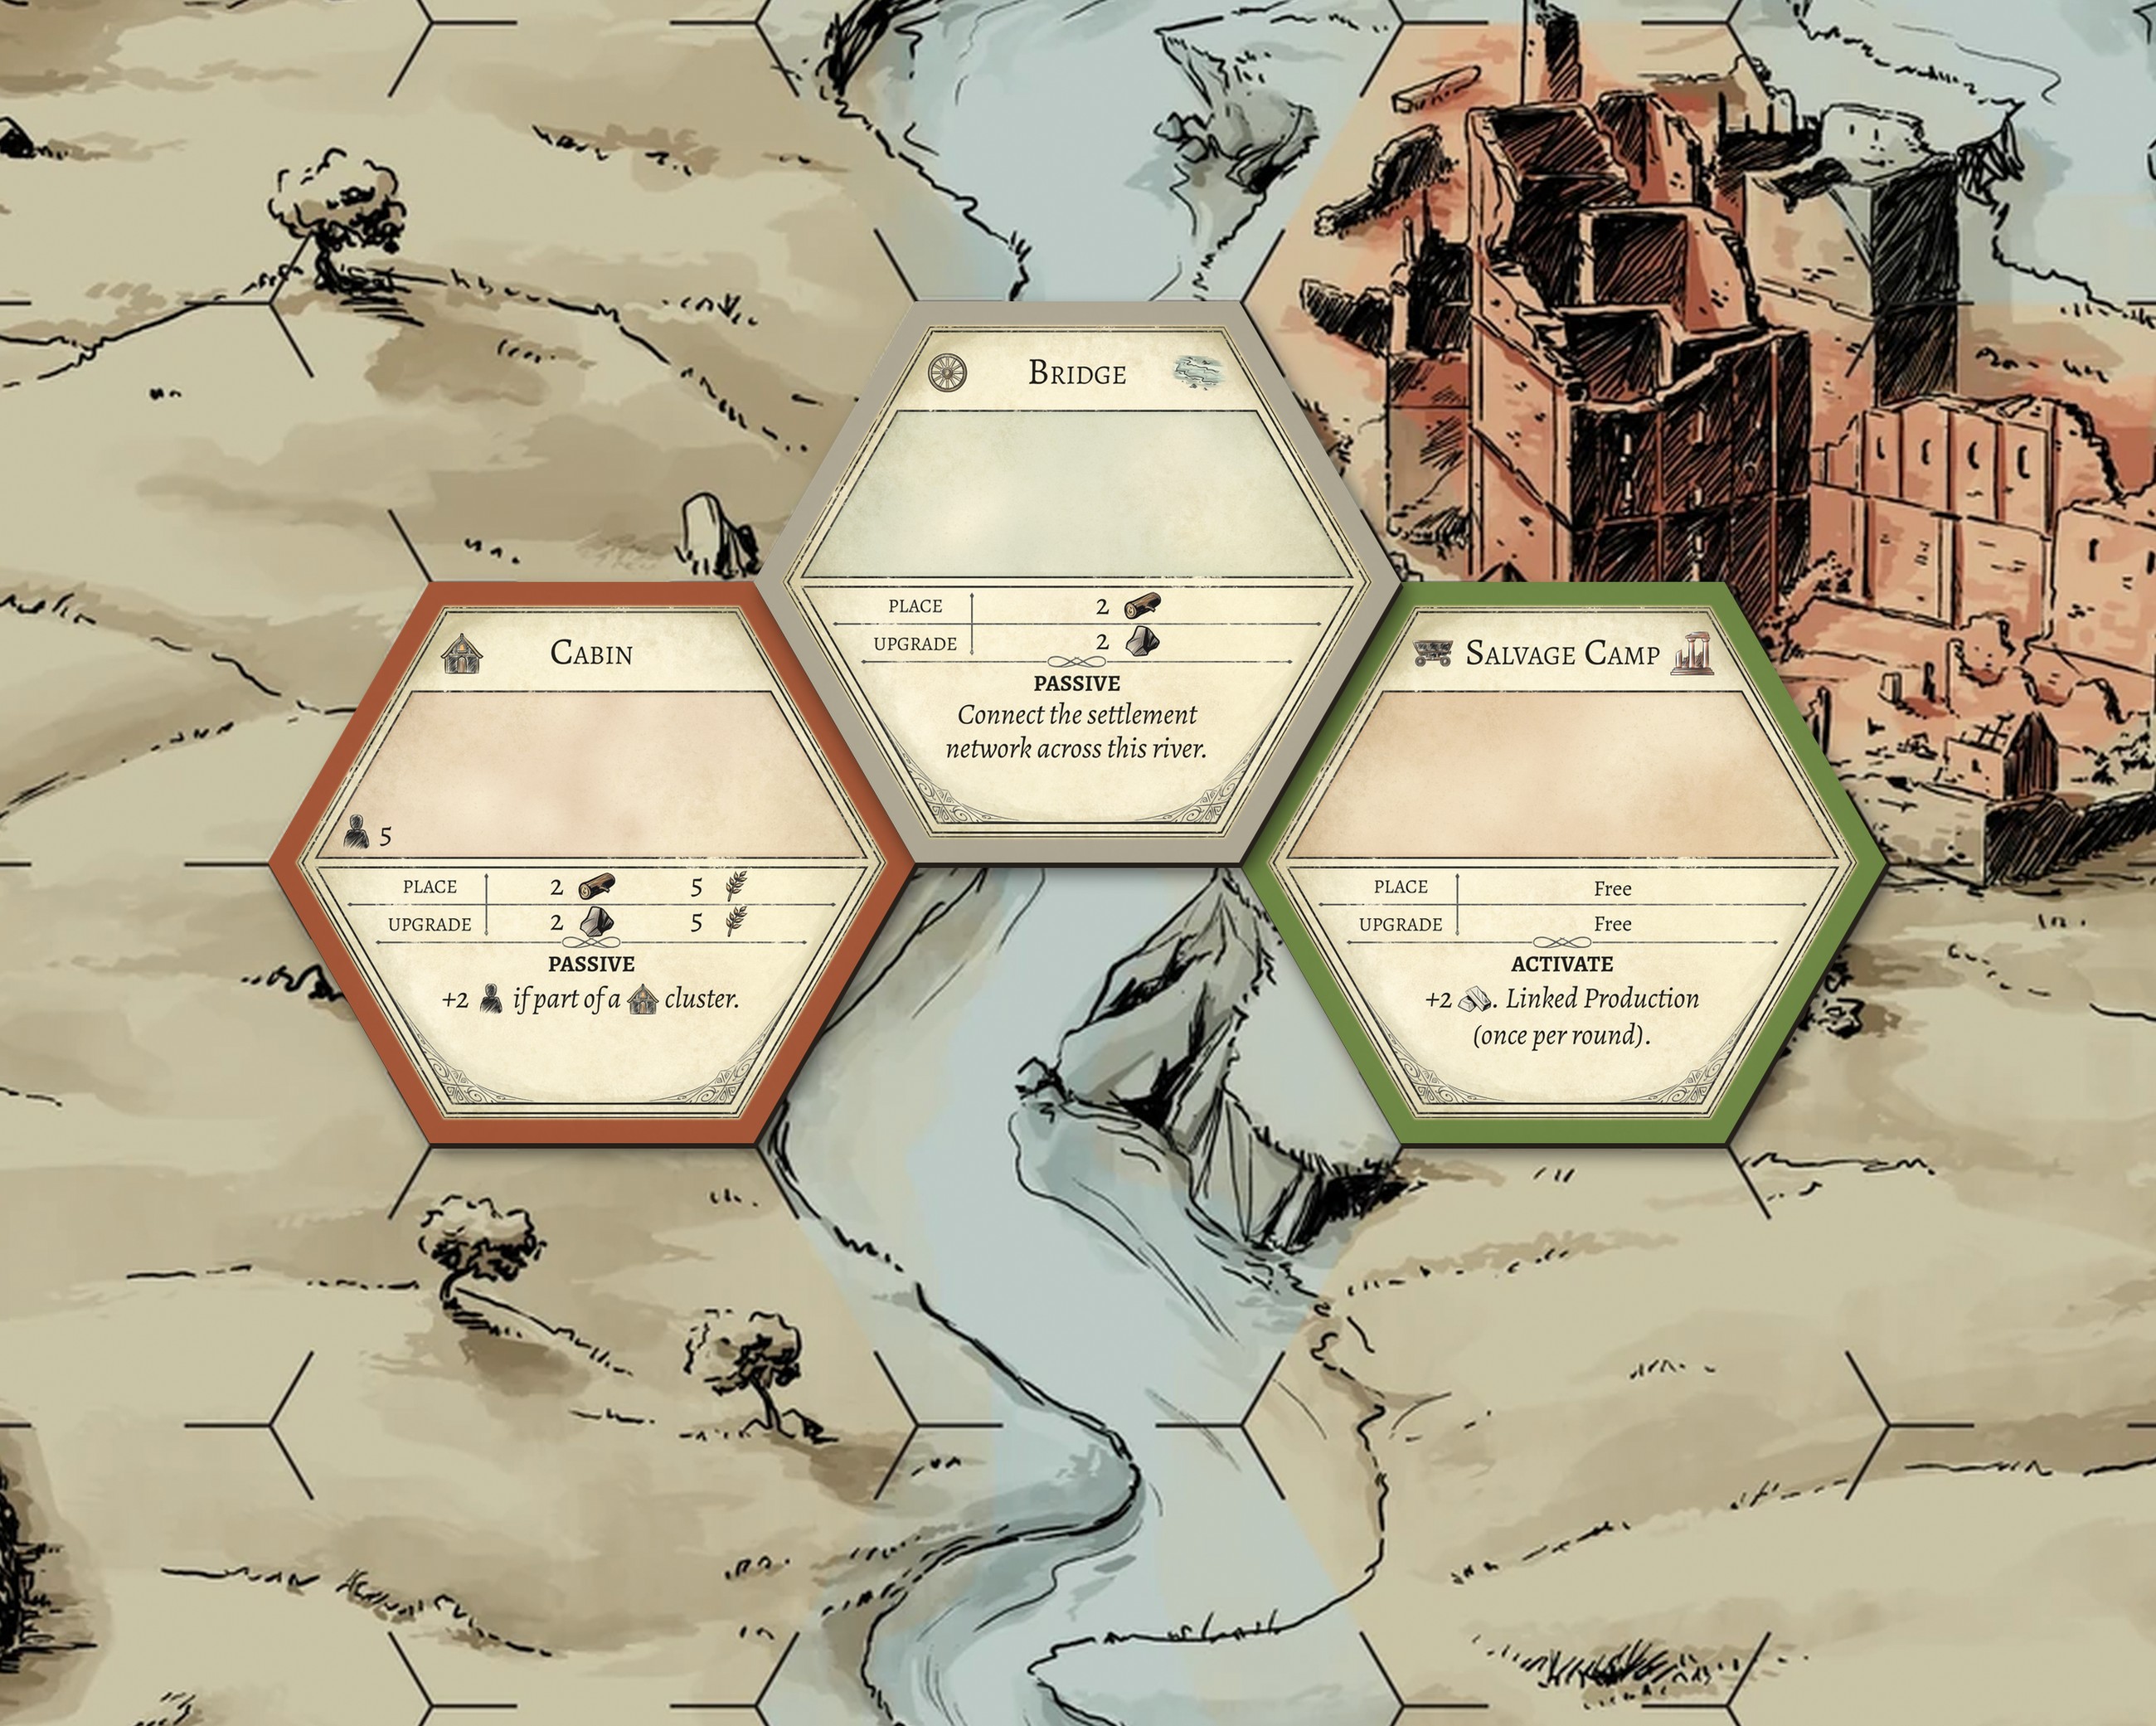 Bridge
PLACE 2
UPGRADE 2
PASSIVE
Connect the settlement
network across this river.
Cabin
5
PLACE 2 5
UPGRADE 2 5
PASSIVE
+2 if part of a cluster.
Salvage Camp
PLACE Free
UPGRADE Free
ACTIVATE
+2 . Linked Production
(once per round).